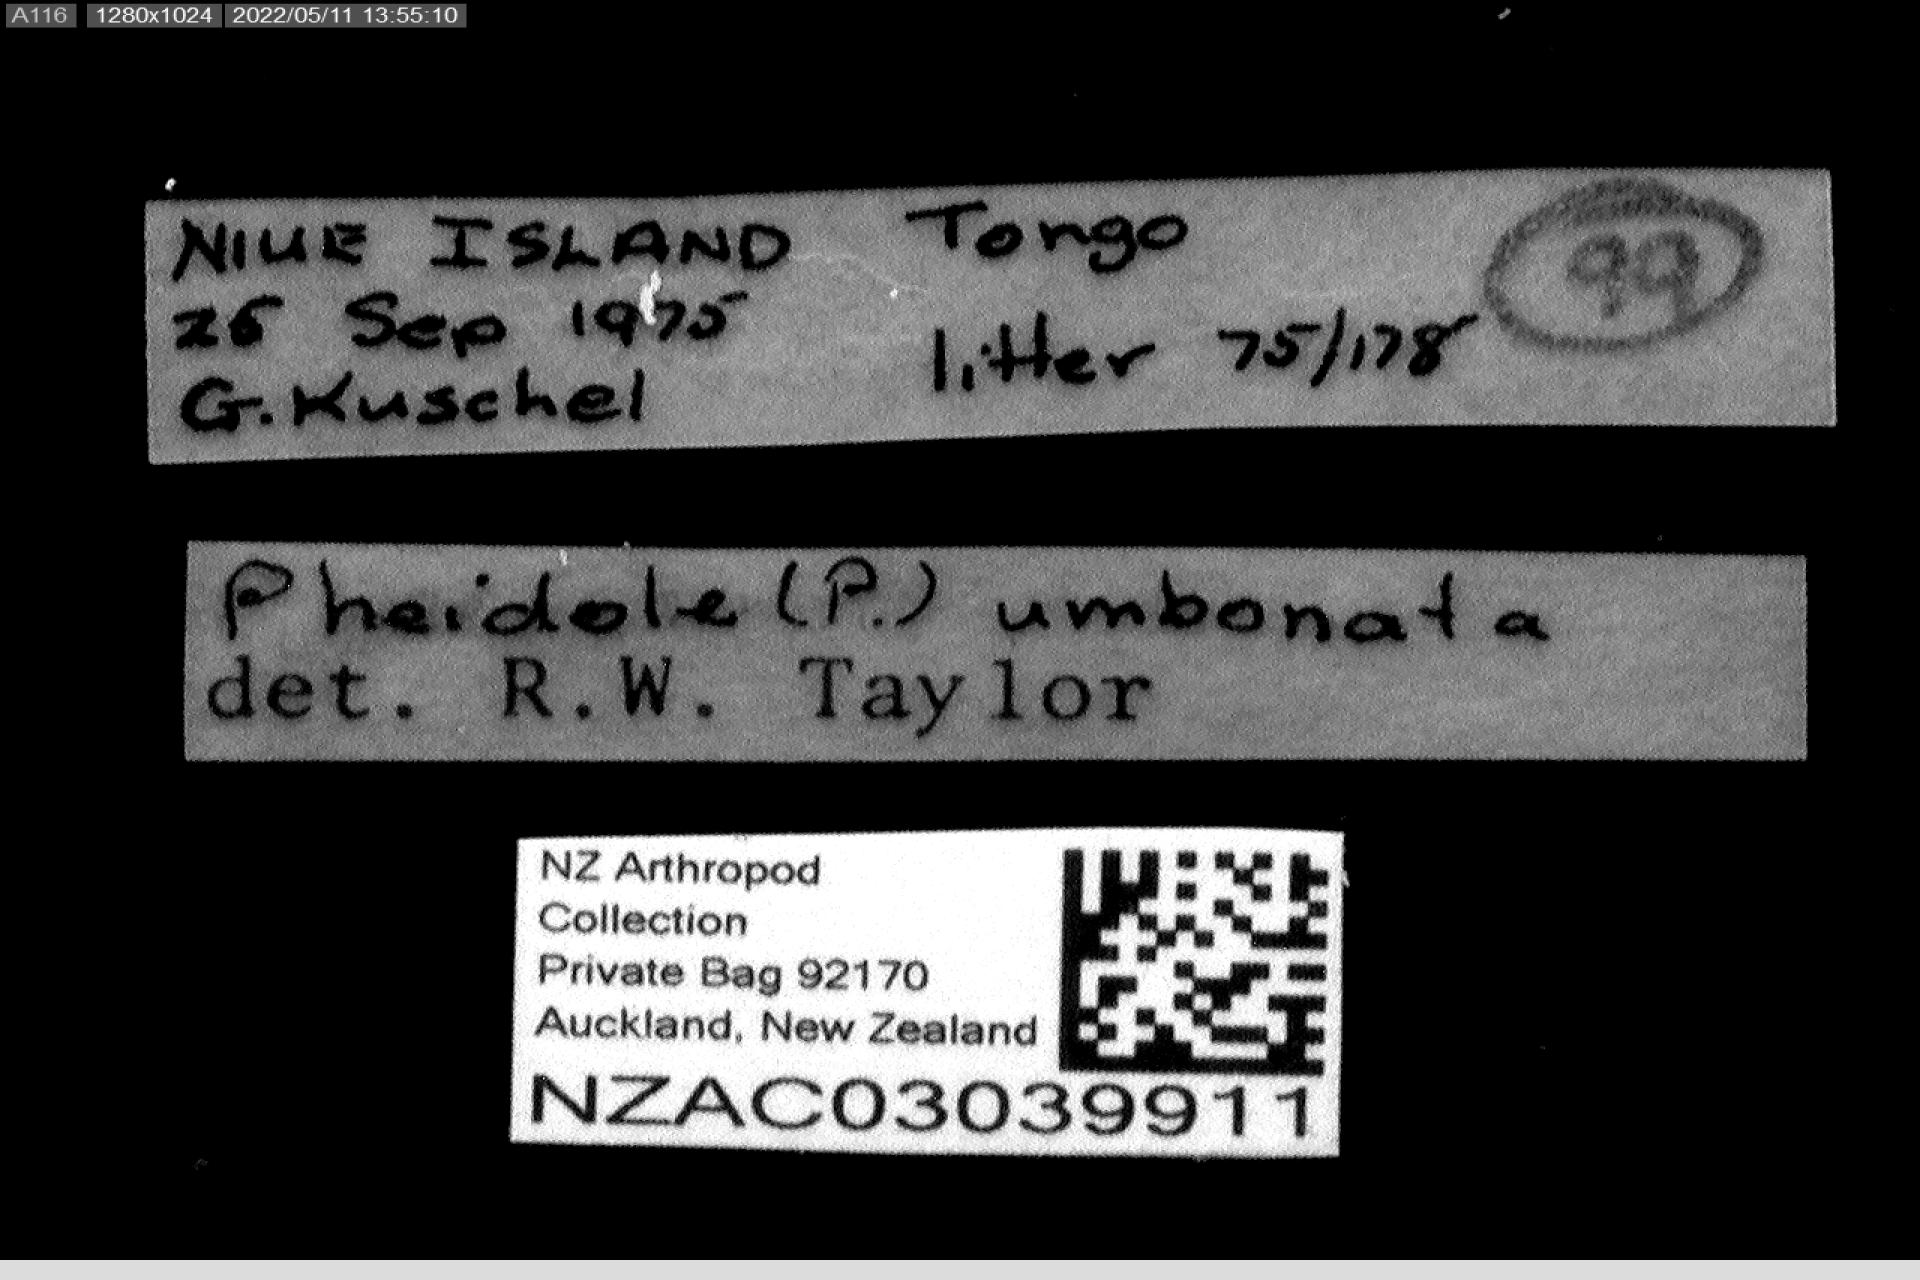 A116 1280x1024 2022/05/11 13:55:10
NIUE ISLAND Tongo 99
26 Sep 1975 litter 75/178
G. Kuschel
Pheidole (P.) umbonata
det. R.W. Taylor
NZ Arthropod
Collection
Private Bag 92170
Auckland, New Zealand
NZAC03039911